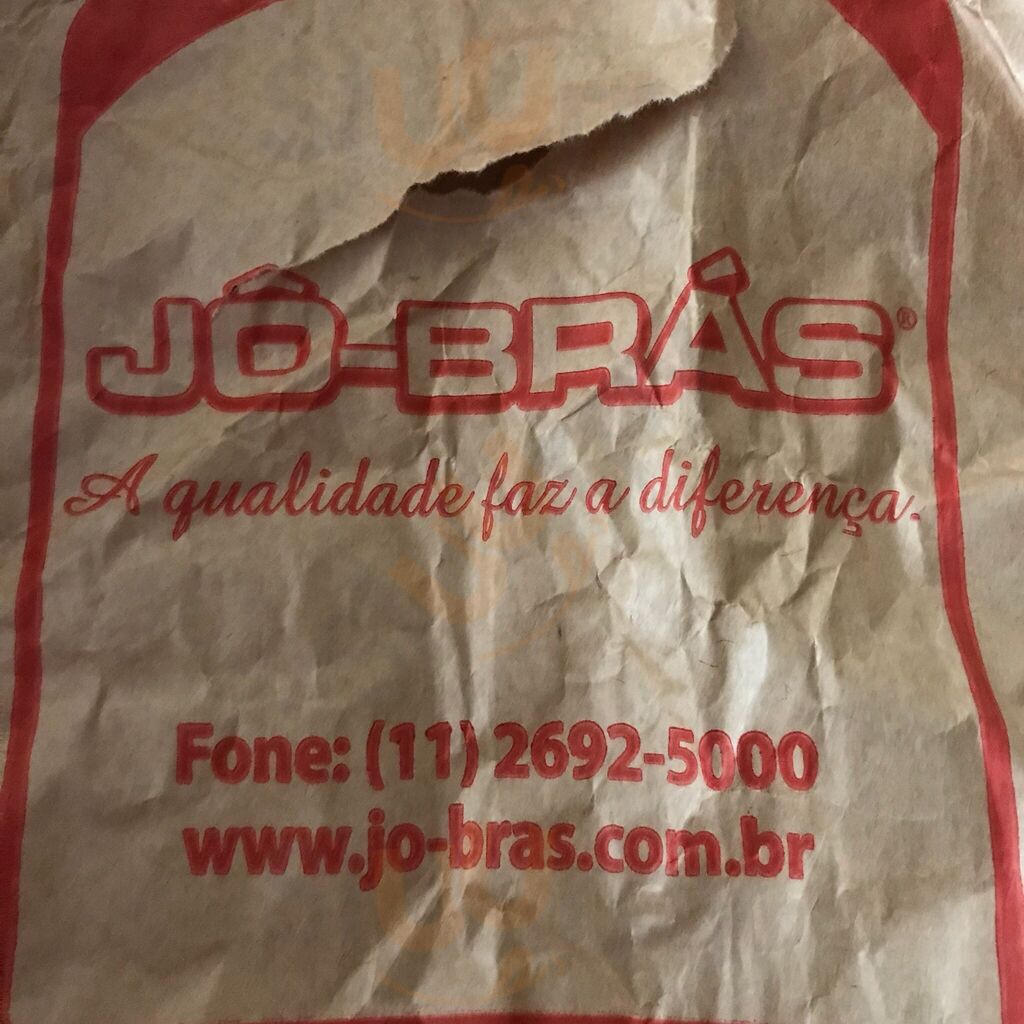 JÔ-BRÁS®
A qualidade faz a diferença.
Fone: (11) 2692-5000
www.jo-bras.com.br